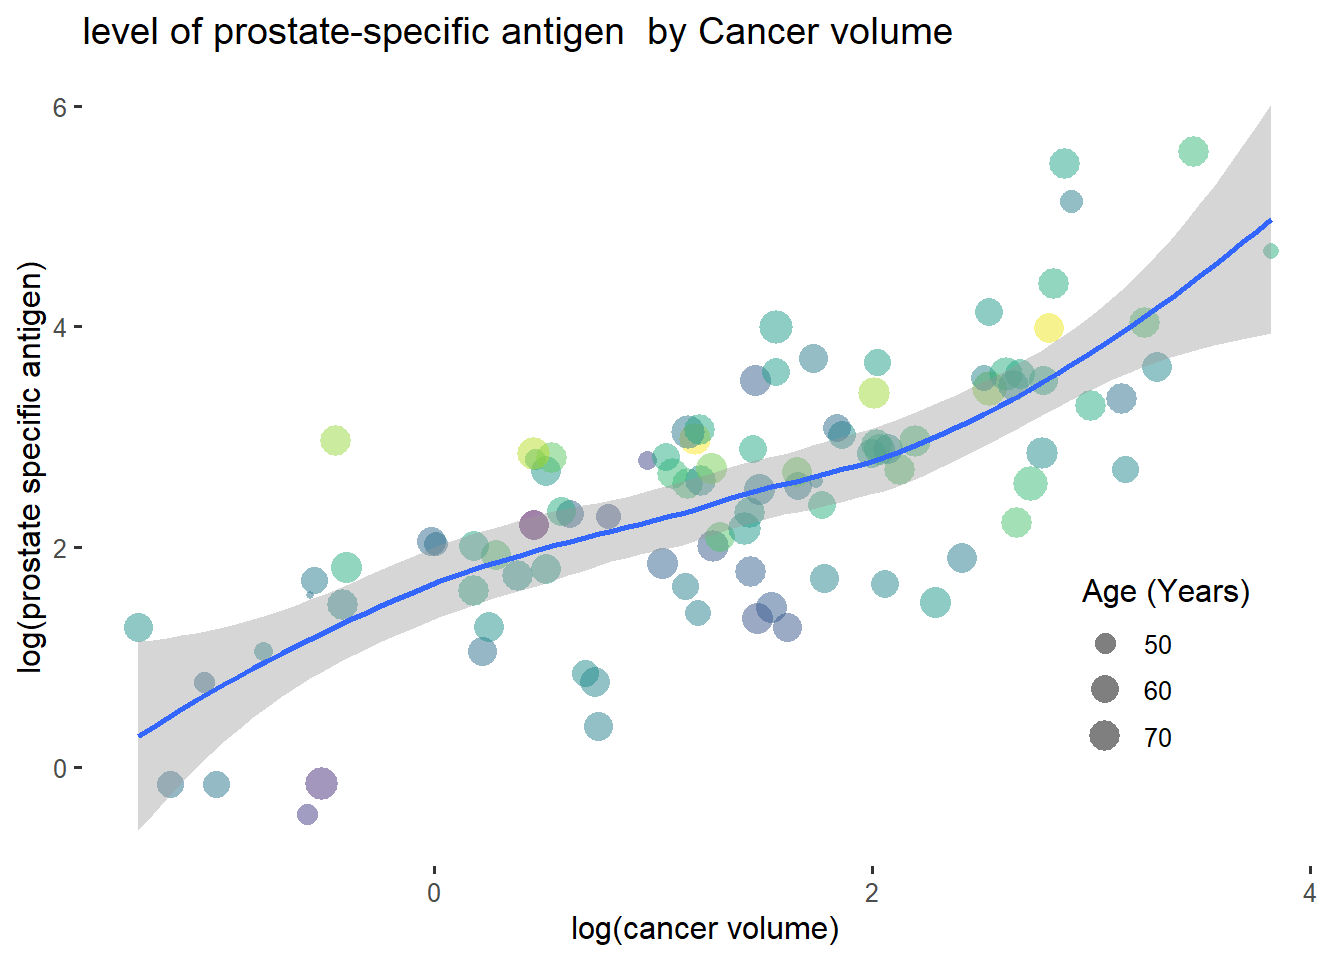 level of prostate-specific antigen  by Cancer volume
log(prostate specific antigen)
6
4
2
0
0
2
4
log(cancer volume)
Age (Years)
50
60
70